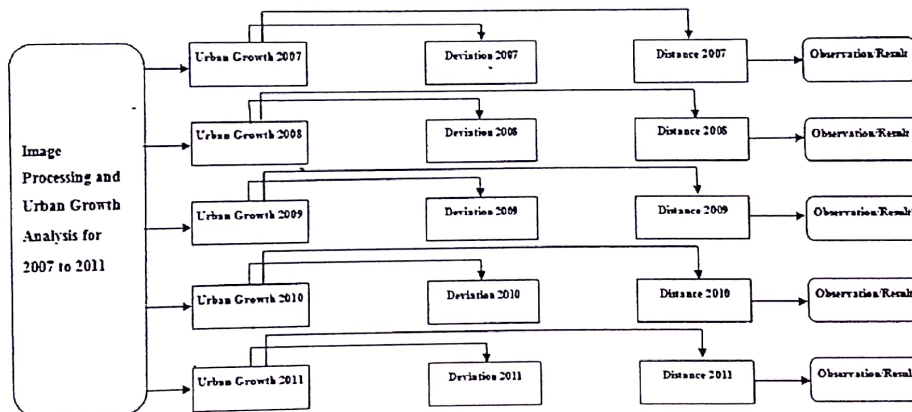 Urban Growth 2007
Deviation 2007
Distance 2007
Observation/Result
Urban Growth 2008
Deviation 2008
Distance 2008
Observation/Result
Image
Processing and
Urban Growth
Analysis for
2007 to 2011
Urban Growth 2009
Deviation 2009
Distance 2009
Observation/Result
Urban Growth 2010
Deviation 2010
Distance 2010
Observation/Result
Urban Growth 2011
Deviation 2011
Distance 2011
Observation/Result